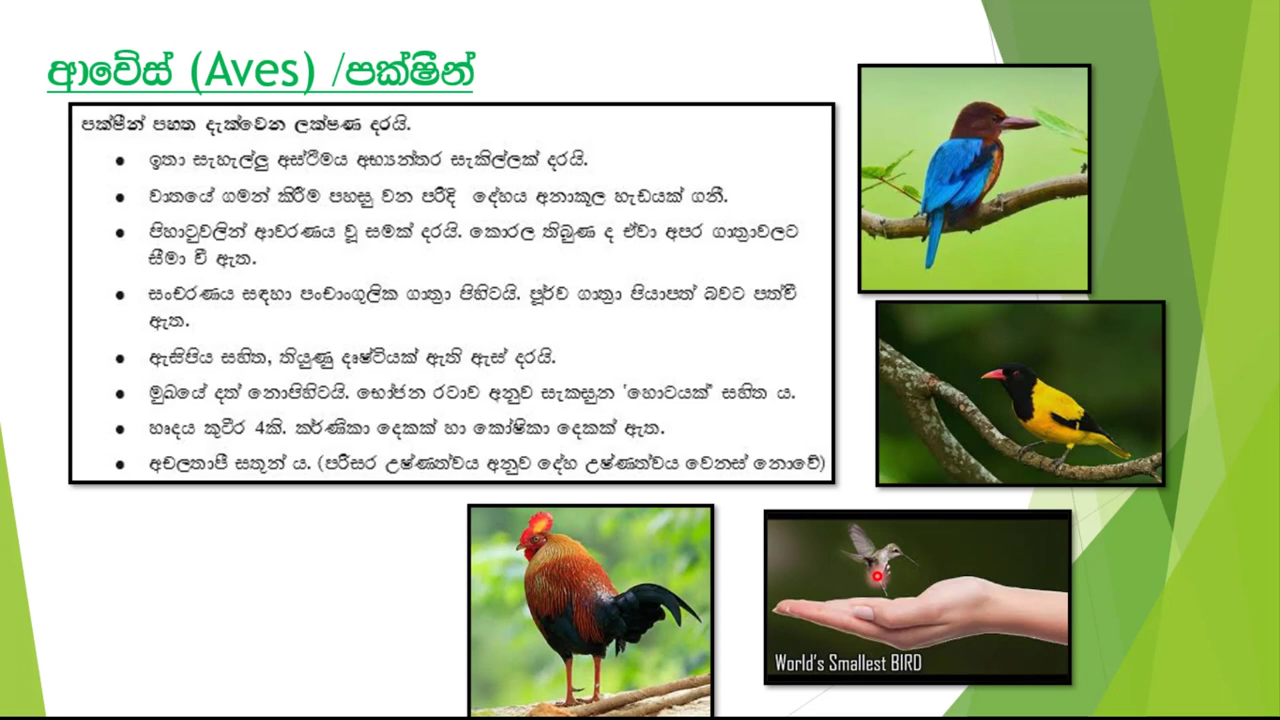 ආවේස් (Aves) /පක්ෂීන්
පක්ෂීන් පහත දැක්වෙන ලක්ෂණ දරයි.
● ඉතා සැහැල්ලු අස්ථිමය අභ්‍යන්තර සැකිල්ලක් දරයි.
● වාතයේ ගමන් කිරීම පහසු වන පරිදි දේහය අනාකූල හැඩයක් ගනී.
● පිහාටුවලින් ආවරණය වූ සමක් දරයි. කොරල තිබුණ ද ඒවා අපර ගාත්‍රාවලට
සීමා වී ඇත.
● සංචරණය සඳහා පංචාංගුලික ගාත්‍රා පිහිටයි. පූර්ව ගාත්‍රා පියාපත් බවට පත්වී
ඇත.
● ඇසිපිය සහිත, තියුණු දෘෂ්ටියක් ඇති ඇස් දරයි.
● මුඛයේ දත් නොපිහිටයි. භෝජන රටාව අනුව සැකසුන ‘හොටයක්’ සහිත ය.
● හෘදය කුටීර 4කි. කර්ණිකා දෙකක් හා කෝෂිකා දෙකක් ඇත.
● අචලතාපී සතුන් ය. (පරිසර උෂ්ණත්වය අනුව දේහ උෂ්ණත්වය වෙනස් නොවේ)
World's Smallest BIRD